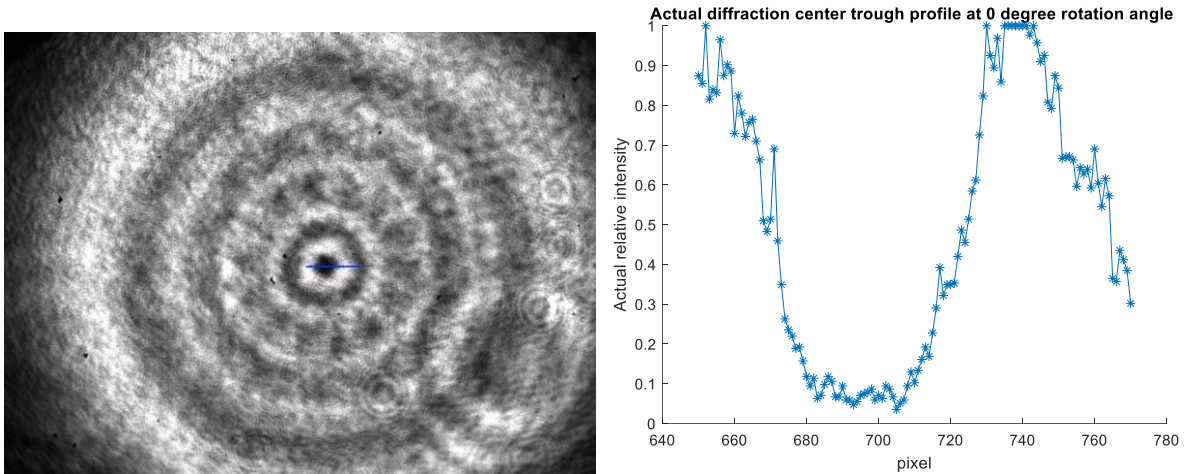 Actual diffraction center trough profile at 0 degree rotation angle
1
0.9
0.8
0.7
0.6
0.5
0.4
0.3
0.2
0.1
0
640 660 680 700 720 740 760 780
Actual relative intensity
pixel